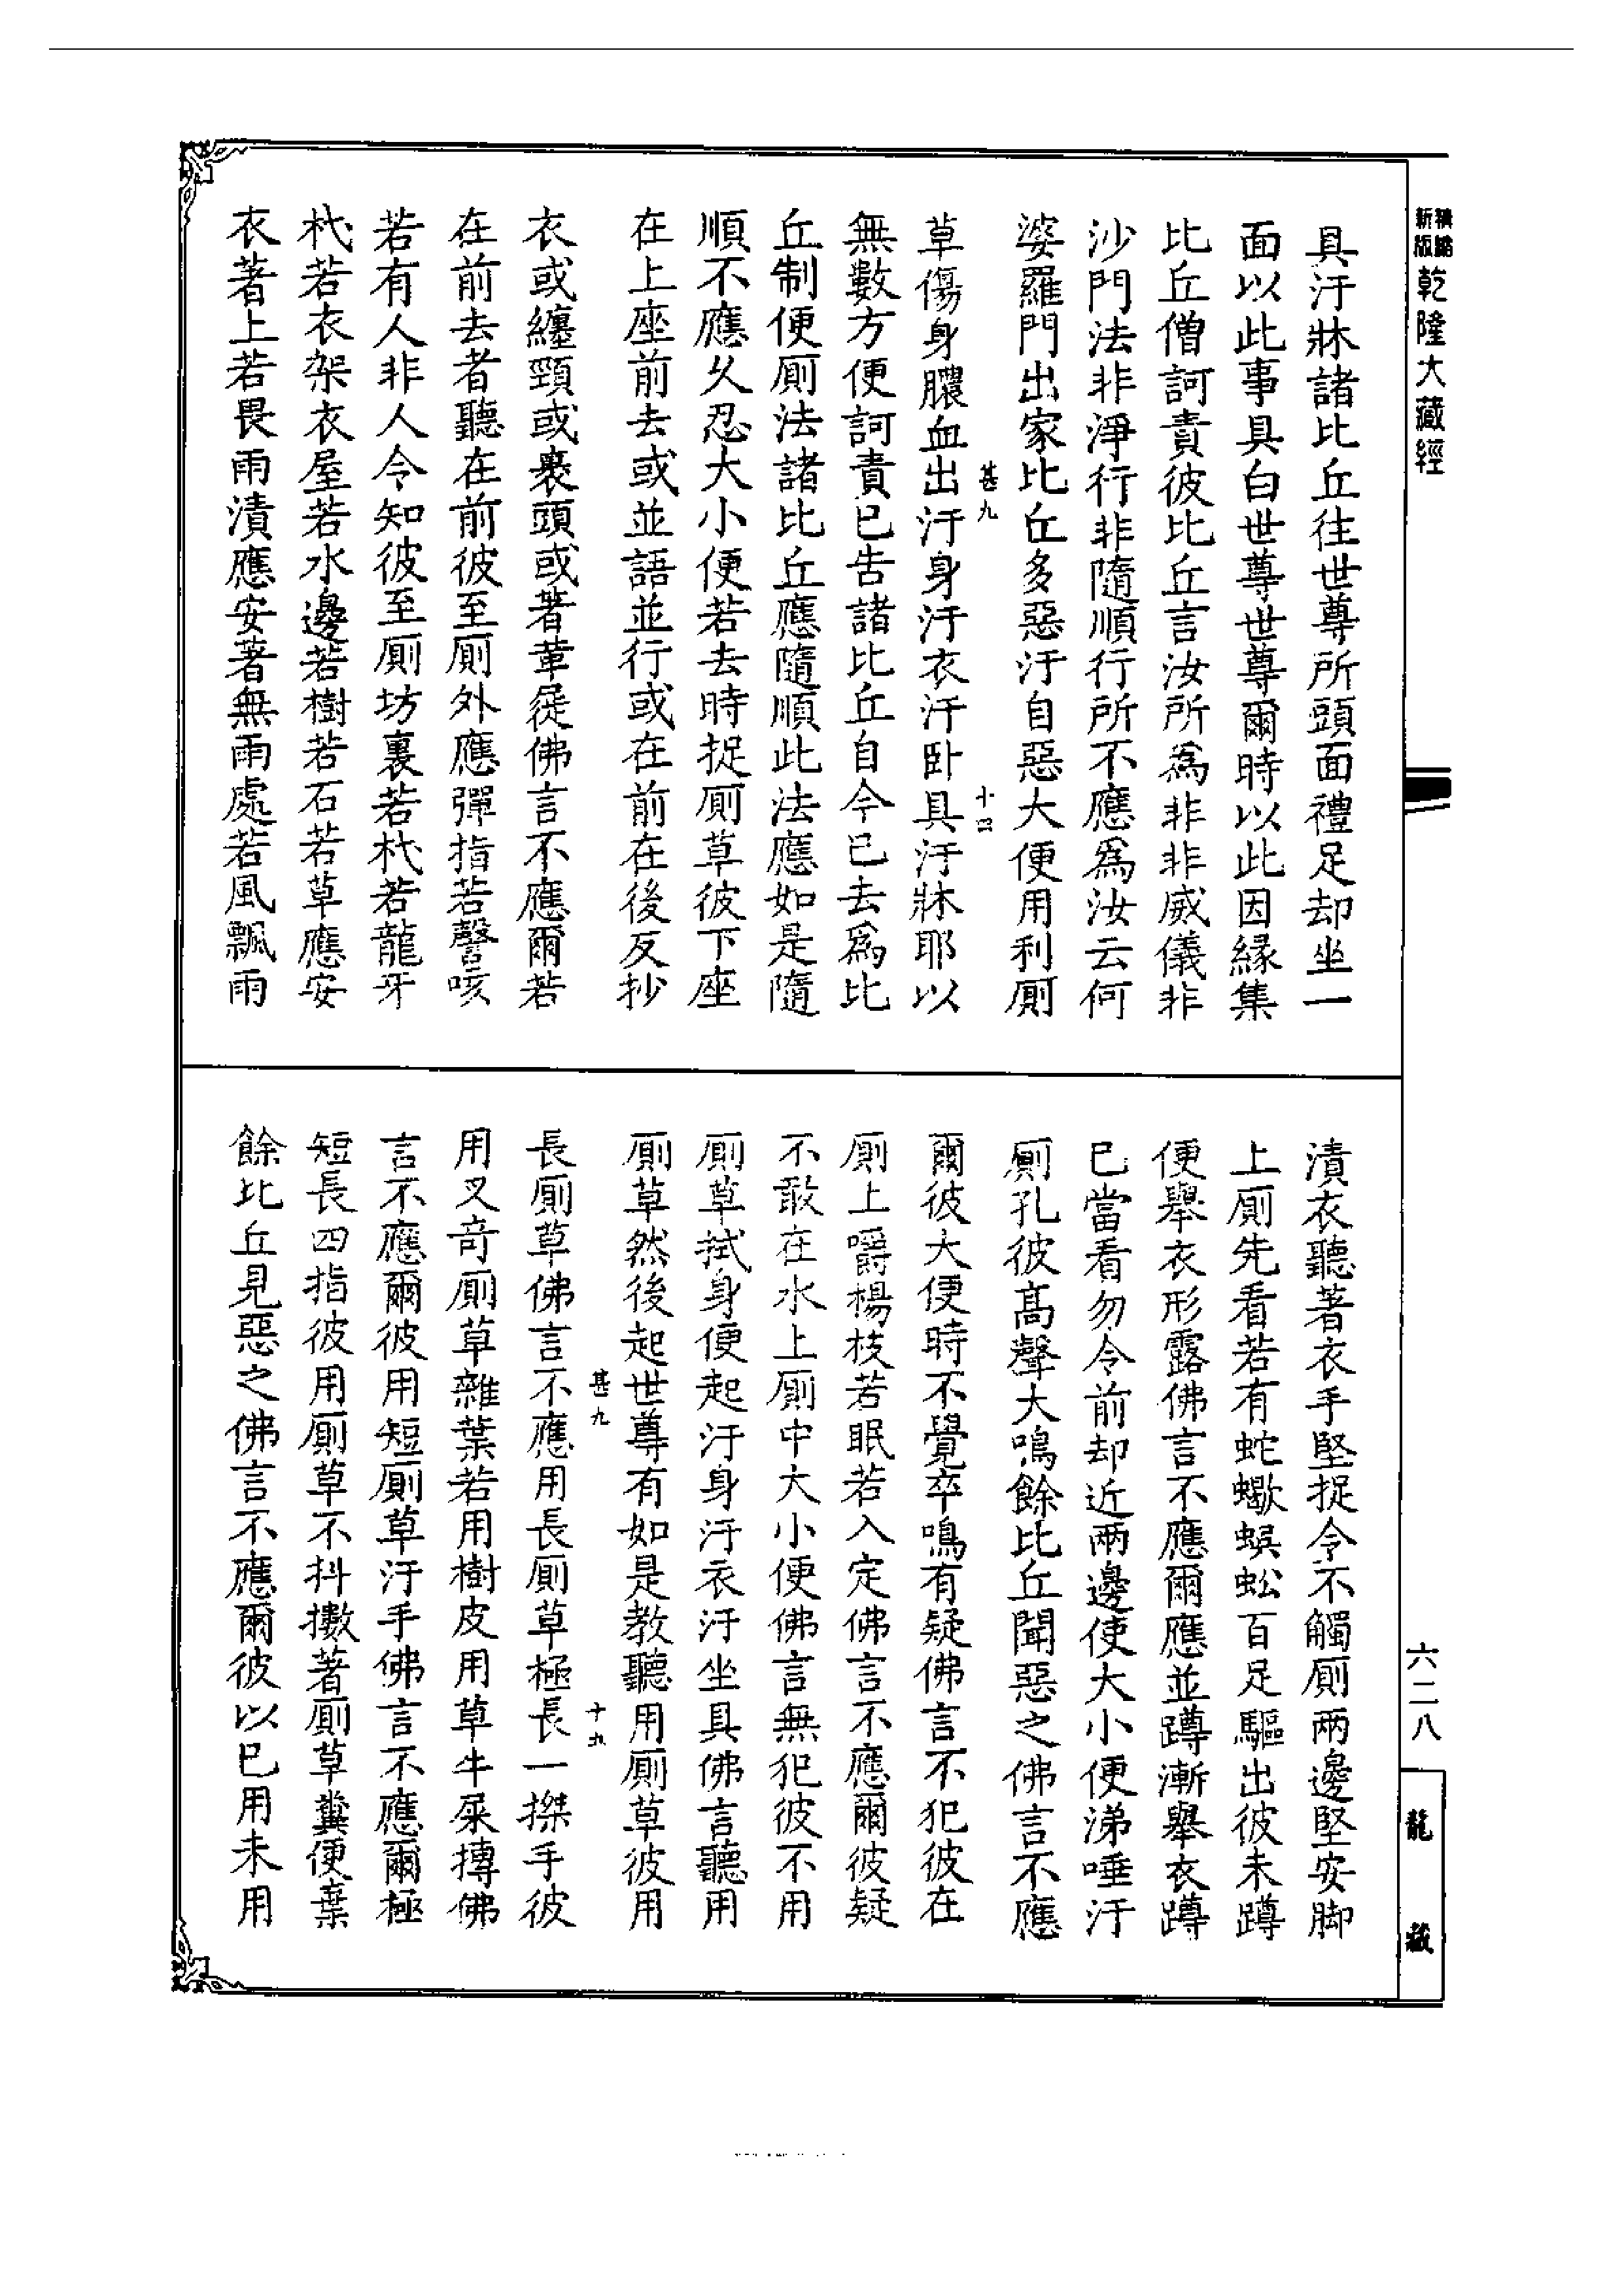 新版精縮乾隆大藏經
具汙牀諸比丘往世尊所頭面禮足却坐一
面以此事具白世尊世尊爾時以此因緣集
比丘僧訶責彼比丘言汝所爲非非威儀非
沙門法非淨行非隨順行所不應爲汝云何
婆羅門出家比丘多惡汙自惡大便用利厠
草傷身膿血出汙身汙衣汙卧具汙牀耶以
甚九
十四
無數方便訶責已告諸比丘自今已去爲比
丘制便厠法諸比丘應隨順此法應如是隨
順不應久忍大小便若去時捉厠草彼下座
在上座前去或並語並行或在前在後反抄
衣或纏頸或裹頭或著革屣佛言不應爾若
在前去者聽在前彼至厠外應彈指若謦咳
若有人非人令知彼至厠坊裏若杙若龍牙
杙若衣架衣屋若水邊若樹若石若草應安
衣著上若畏雨漬應安著無雨處若風飄雨
漬衣聽著衣手堅捉令不觸厠兩邊堅安脚
上厠先看若有蛇蠍蜈蚣百足驅出彼未蹲
便舉衣形露佛言不應爾應並蹲漸舉衣蹲
已當看勿令前却近兩邊使大小便涕唾汙
厠孔彼高聲大鳴餘比丘聞惡之佛言不應
爾彼大便時不覺卒鳴有疑佛言不犯彼在
厠上嚼楊枝若眠若入定佛言不應爾彼疑
不敢在水上厠中大小便佛言無犯彼不用
厠草拭身便起汙身汙衣汙坐具佛言聽用
厠草然後起世尊有如是教聽用厠草彼用
甚九
十九
長厠草佛言不應用長厠草極長一搩手彼
用叉奇厠草雜葉若用樹皮用草牛屎摶佛
言不應爾彼用短厠草汙手佛言不應爾極
短長四指彼用厠草不抖擻著厠草糞便棄
餘比丘見惡之佛言不應爾彼以已用未用
六二八
龍藏